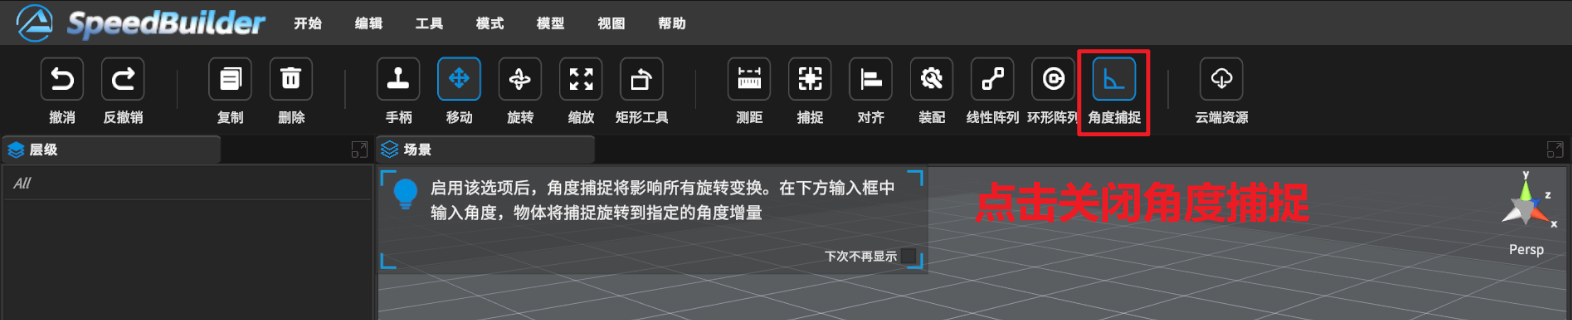 SpeedBuilder 开始 编辑 工具 模式 模型 视图 帮助
撤消 反撤销 复制 删除 手柄 移动 旋转 缩放 矩形工具 测距 捕捉 对齐 装配 线性阵列 环形阵列 角度捕捉 云端资源
层级 场景
All
启用该选项后，角度捕捉将影响所有旋转变换。在下方输入框中
输入角度，物体将捕捉旋转到指定的角度增量
下次不再显示
点击关闭角度捕捉
y
z
x
Persp